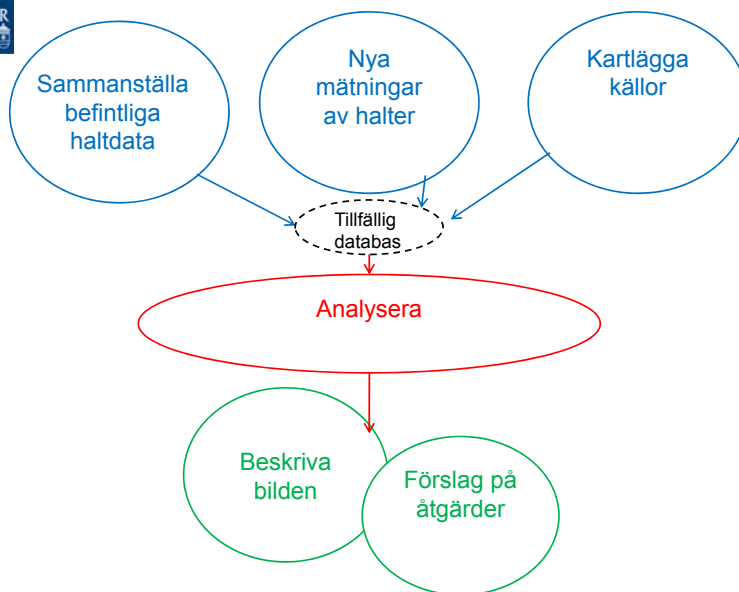 R
Sammanställa
befintliga
haltdata
Nya
mätningar
av halter
Kartlägga
källor
Tillfällig
databas
Analysera
Beskriva
bilden
Förslag på
åtgärder